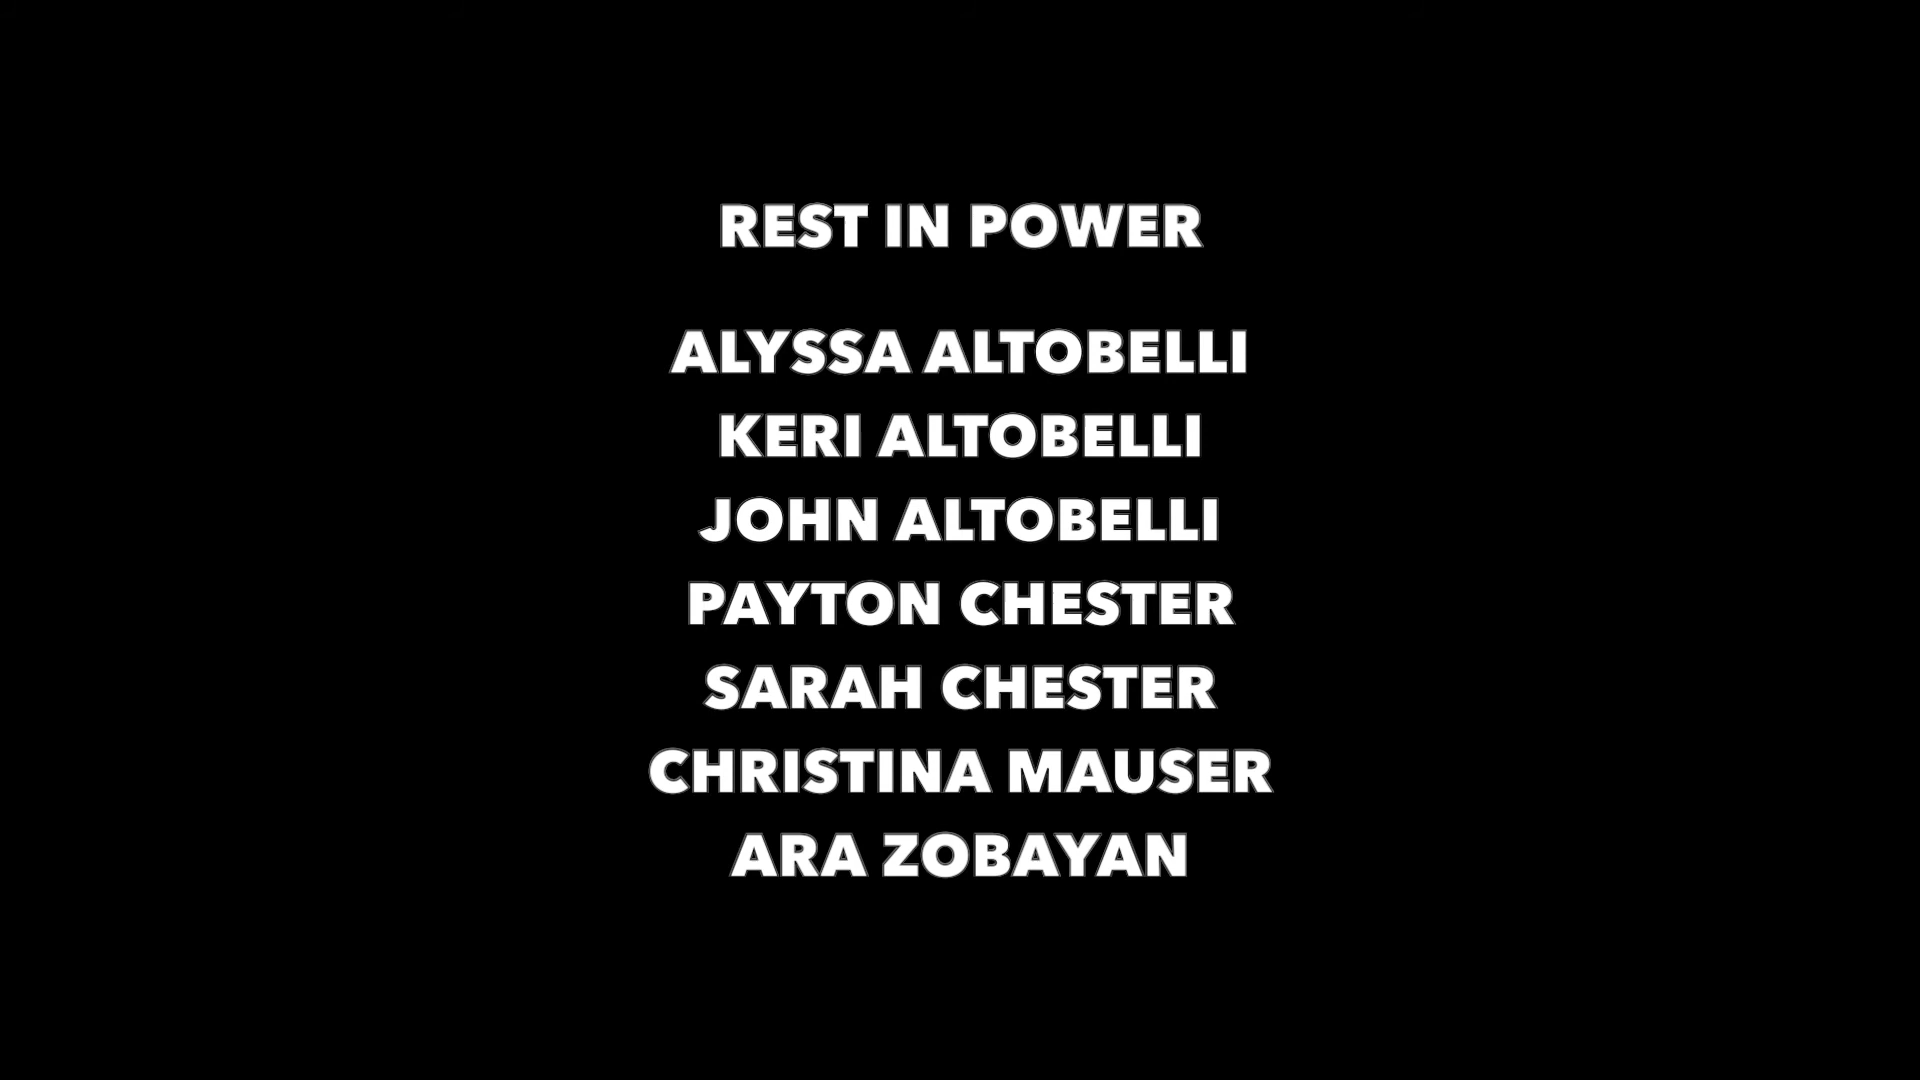 REST IN POWER
ALYSSA ALTOBELLI
KERI ALTOBELLI
JOHN ALTOBELLI
PAYTON CHESTER
SARAH CHESTER
CHRISTINA MAUSER
ARA ZOBAYAN